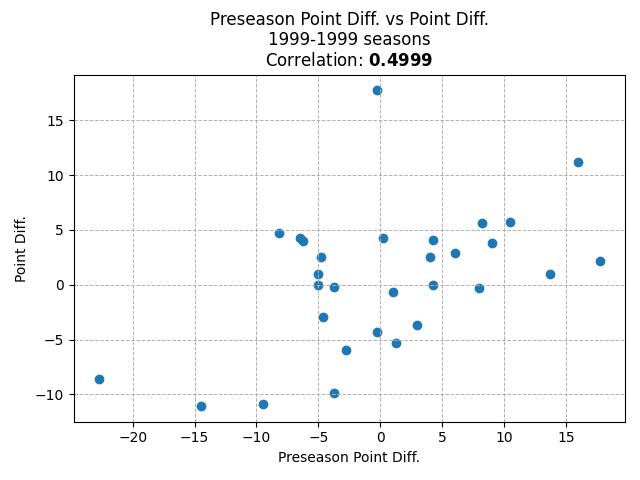 Preseason Point Diff. vs Point Diff.
1999-1999 seasons
Correlation: 0.4999
Point Diff.
15
10
5
0
−5
−10
−20
−15
−10
−5
0
5
10
15
Preseason Point Diff.